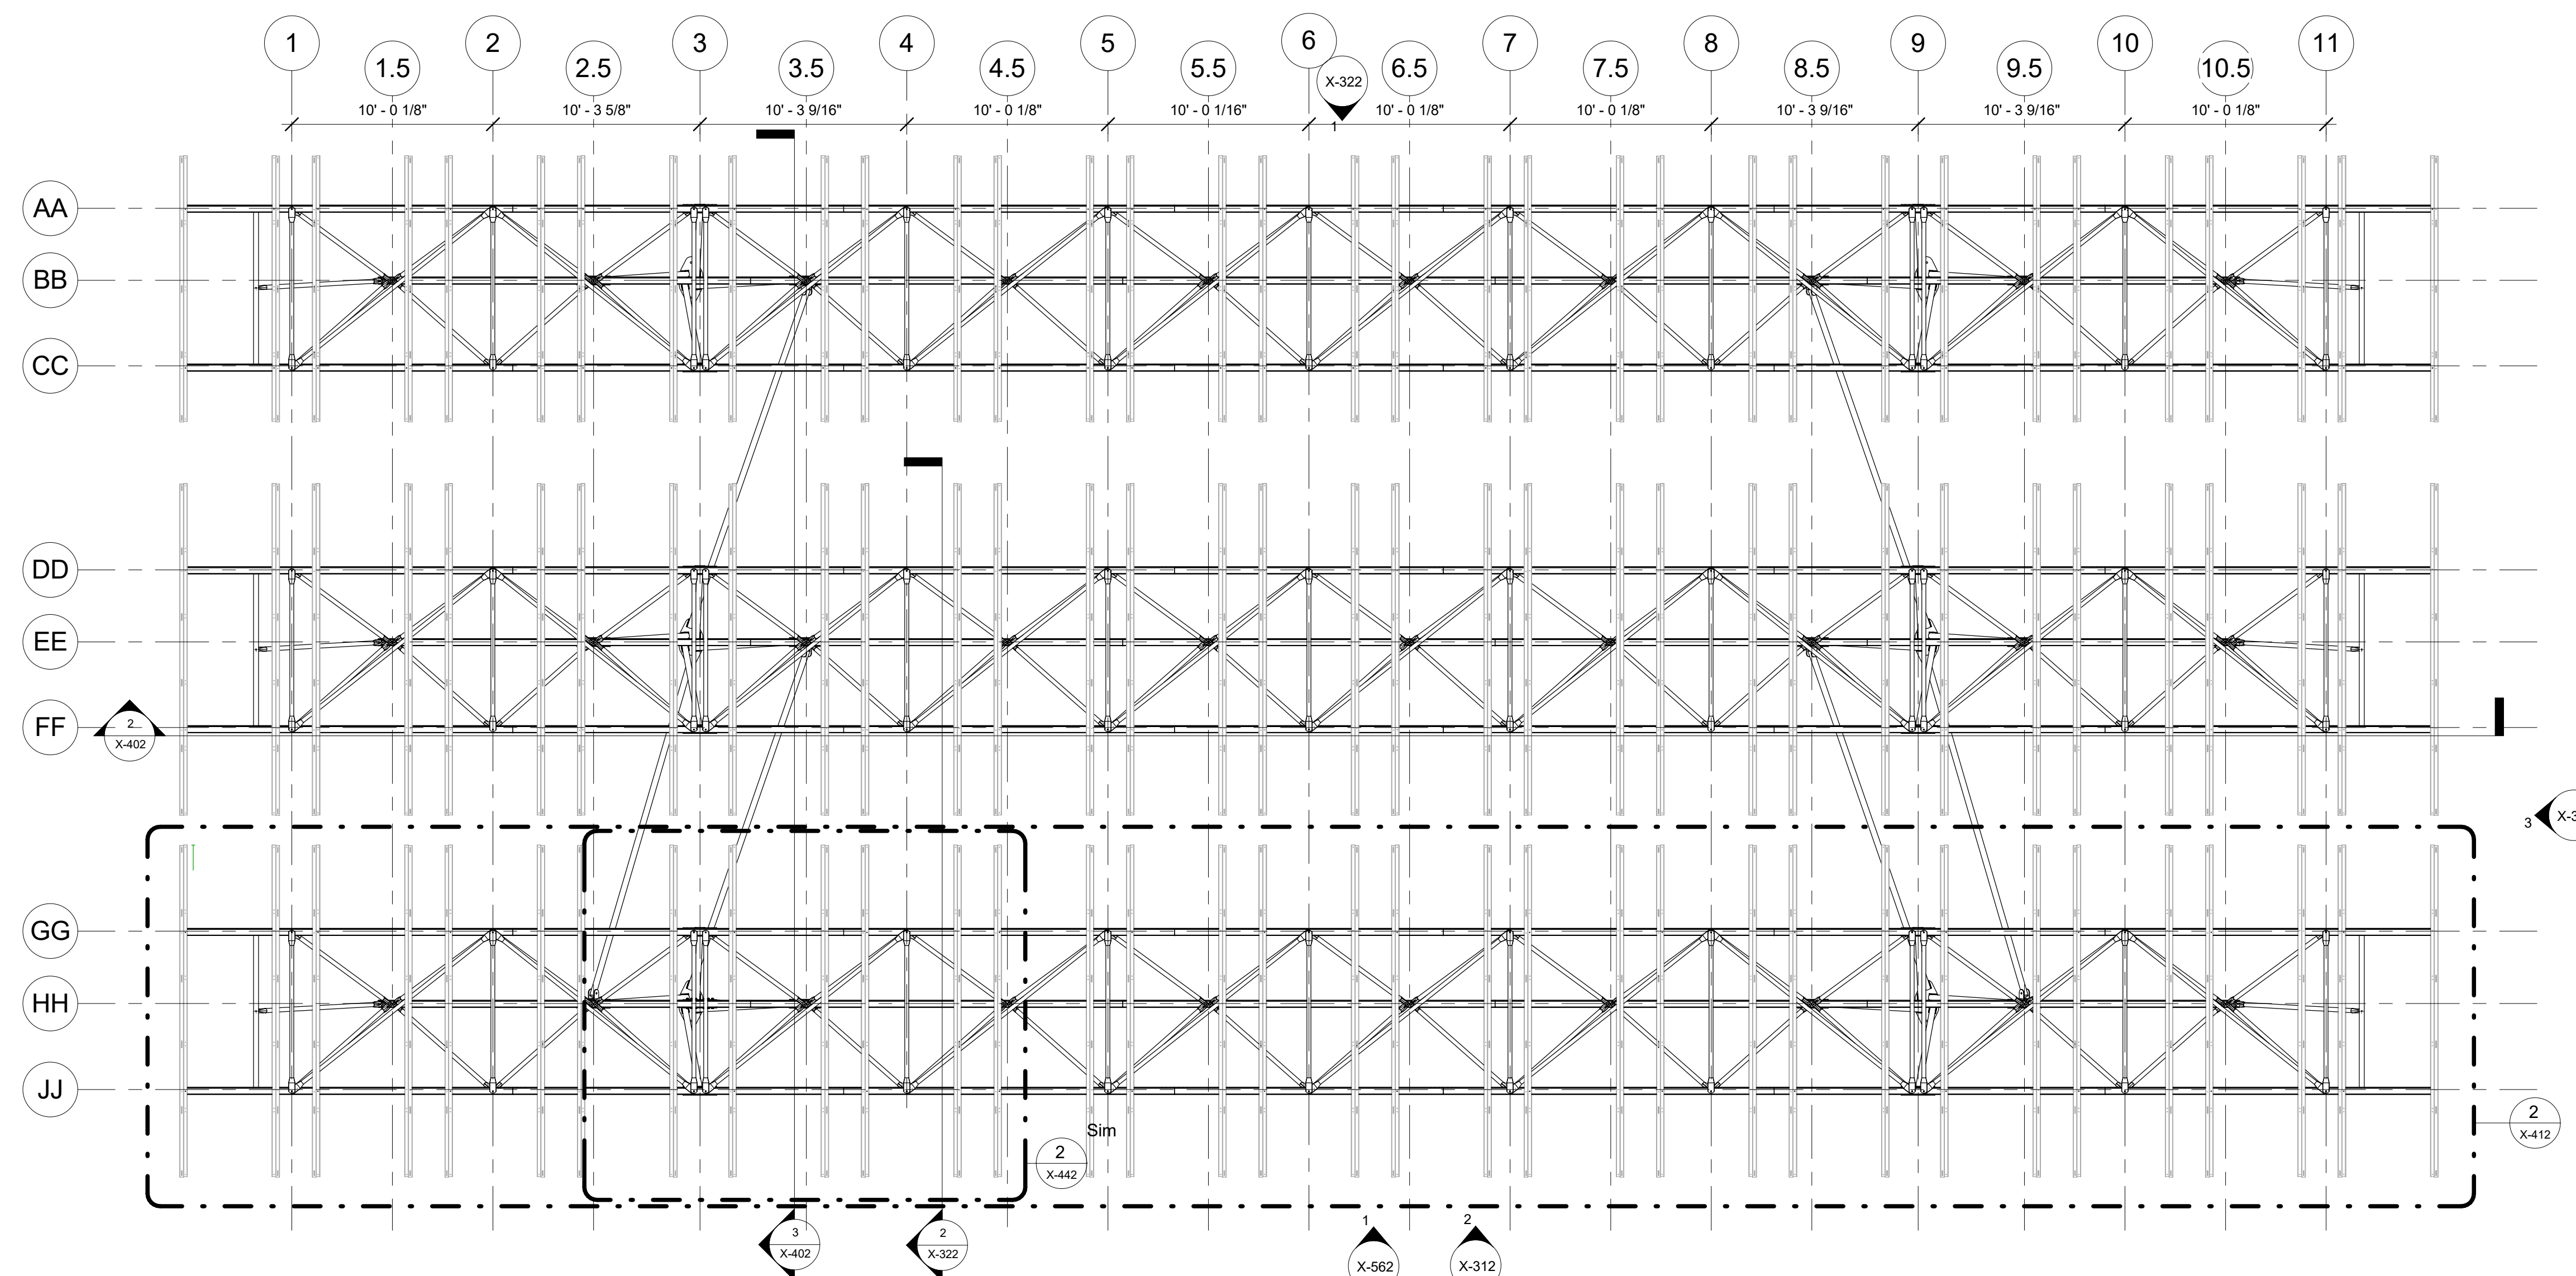 1 2 3 4 5 6 7 8 9 10 11
1.5 2.5 3.5 4.5 5.5 6.5 7.5 8.5 9.5 10.5
X-322
1
10' - 0 1/8" 10' - 3 5/8" 10' - 3 9/16" 10' - 0 1/8" 10' - 0 1/16" 10' - 0 1/8" 10' - 0 1/8" 10' - 3 9/16" 10' - 3 9/16" 10' - 0 1/8"
AA
BB
CC
DD
EE
FF
2
X-402
3
GG
HH
JJ
Sim
2
X-442
2
X-412
3
X-402
2
X-322
1
X-562
2
X-312